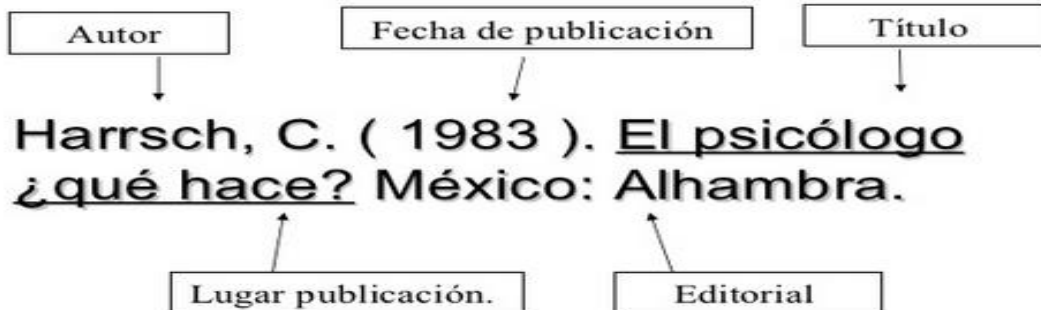 Autor
Fecha de publicación
Título
Harrsch, C. ( 1983 ). El psicólogo
¿qué hace? México: Alhambra.
Lugar publicación.
Editorial